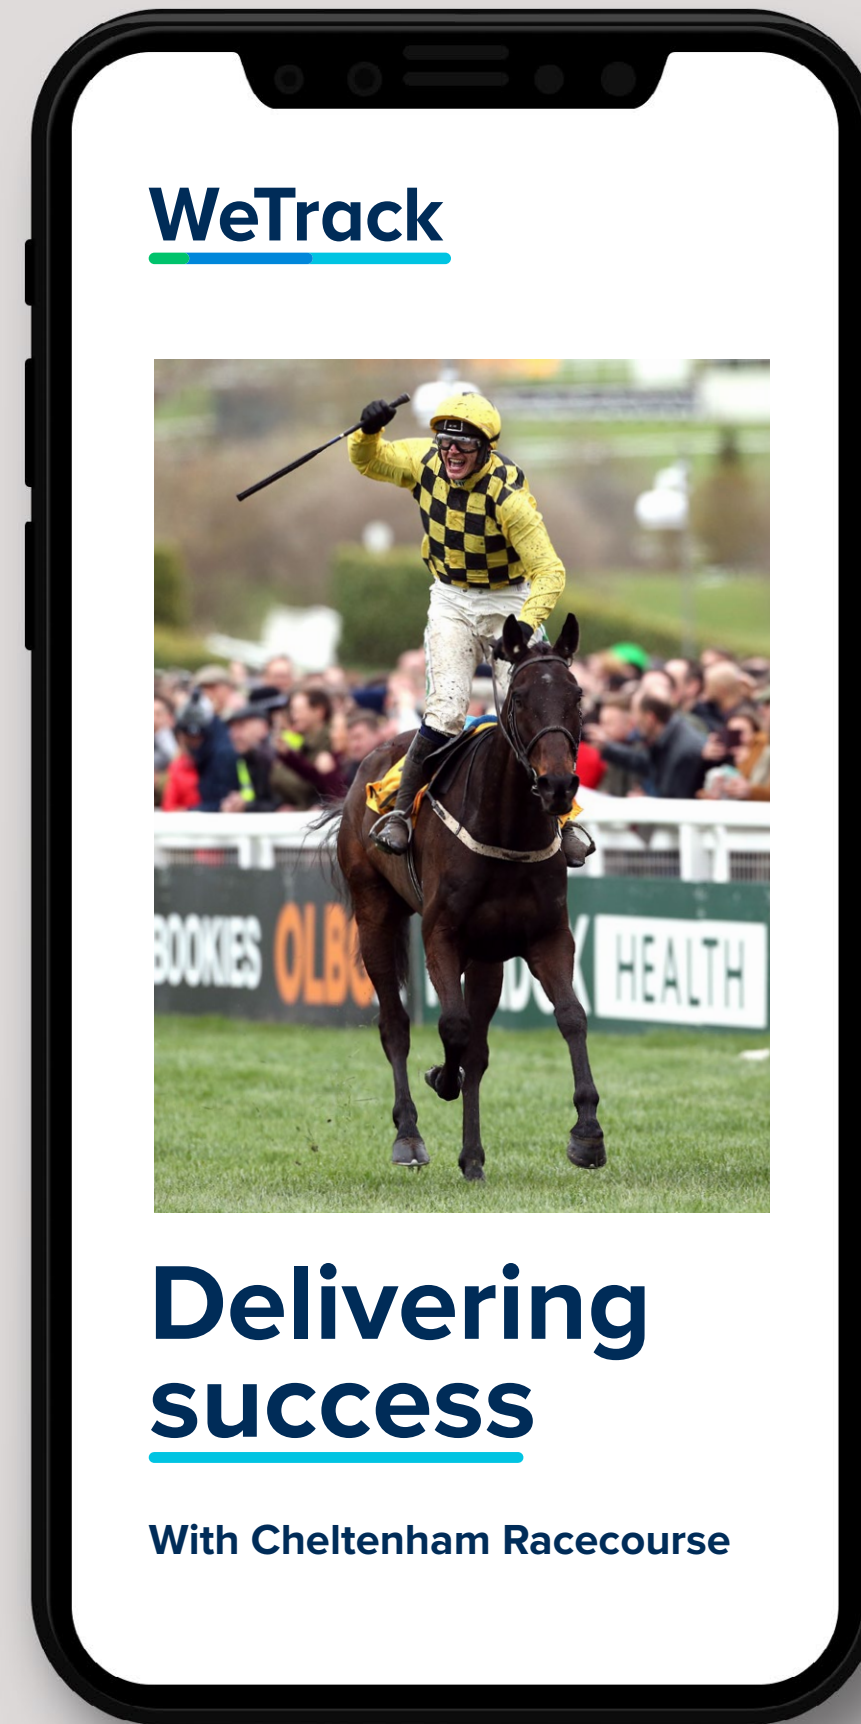 WeTrack
BOOKIES
HEALTH
Delivering
success
With Cheltenham Racecourse